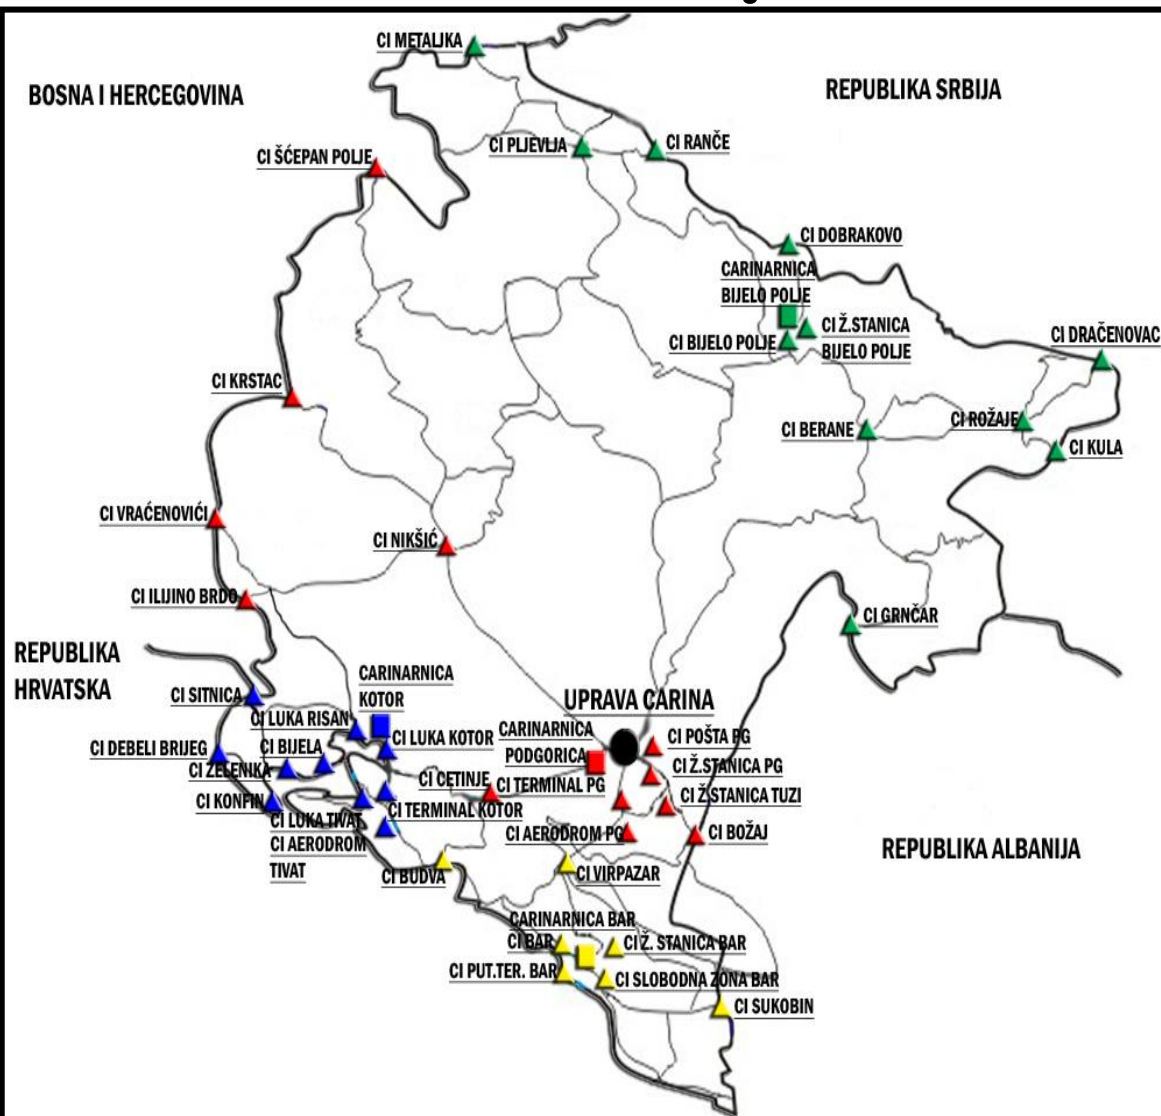 CI METALJKA
BOSNA I HERCEGOVINA
REPUBLIKA SRBIJA
CI PLJEVLJA
CI RANČE
CI ŠĆEPAN POLJE
CI DOBRAKOVO
CARINARNICA
BIJELO POLJE
CI Ž.STANICA
BIJELO POLJE
CI BIJELO POLJE
CI DRAČENOVAC
CI KRSTAC
CI BERANE
CI ROŽAJE
CI KULA
CI VRAĆENOVIĆI
CI NIKŠIĆ
CI ILIJINO BRDO
CI GRNČAR
REPUBLIKA
HRVATSKA
CARINARNICA
KOTOR
CI SITNICA
UPRAVA CARINA
CI LUKA RISAN
CI LUKA KOTOR
CARINARNICA
PODGORICA
CI POŠTA PG
CI DEBELI BRIJEG
CI BIJELA
CI ZELENIKA
CI CETINJE
CI TERMINAL PG
CI Ž.STANICA PG
CI KONFIN
CI LUKA TIVAT
CI TERMINAL KOTOR
CI Ž.STANICA TUZI
CI AERODROM
TIVAT
CI AERODROM PG
CI BOŽAJ
REPUBLIKA ALBANIJA
CI BUDVA
CI VIRPAZAR
CARINARNICA BAR
CI BAR
CI Ž. STANICA BAR
CI PUT.TER. BAR
CI SLOBODNA ZONA BAR
CI SUKOBIN